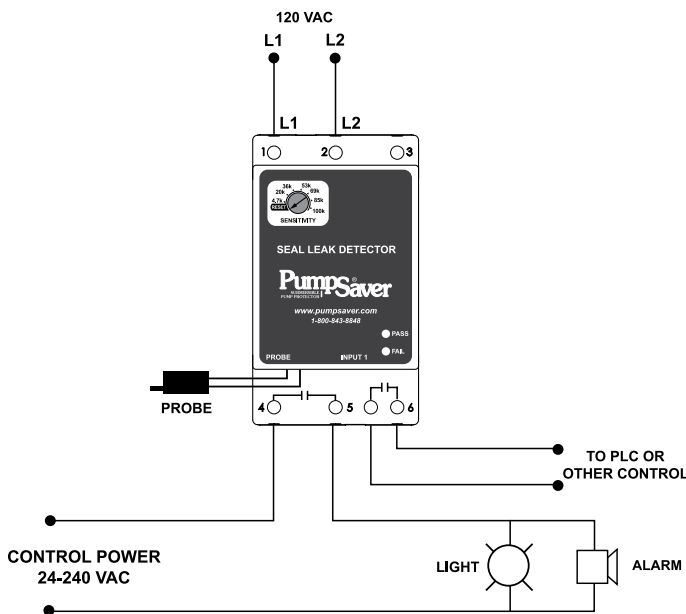 120 VAC
L1 L2
L1 L2
1 2 3
36k 53k
20k 69k
4.7k 85k
RESET 100k
SENSITIVITY
SEAL LEAK DETECTOR
PumpSaver®
SUBMERSIBLE
PUMP PROTECTOR
www.pumpsaver.com
1-800-843-8848
PASS
FAIL
PROBE INPUT 1
PROBE
4 5 6
TO PLC OR
OTHER CONTROL
CONTROL POWER
24-240 VAC
LIGHT
ALARM